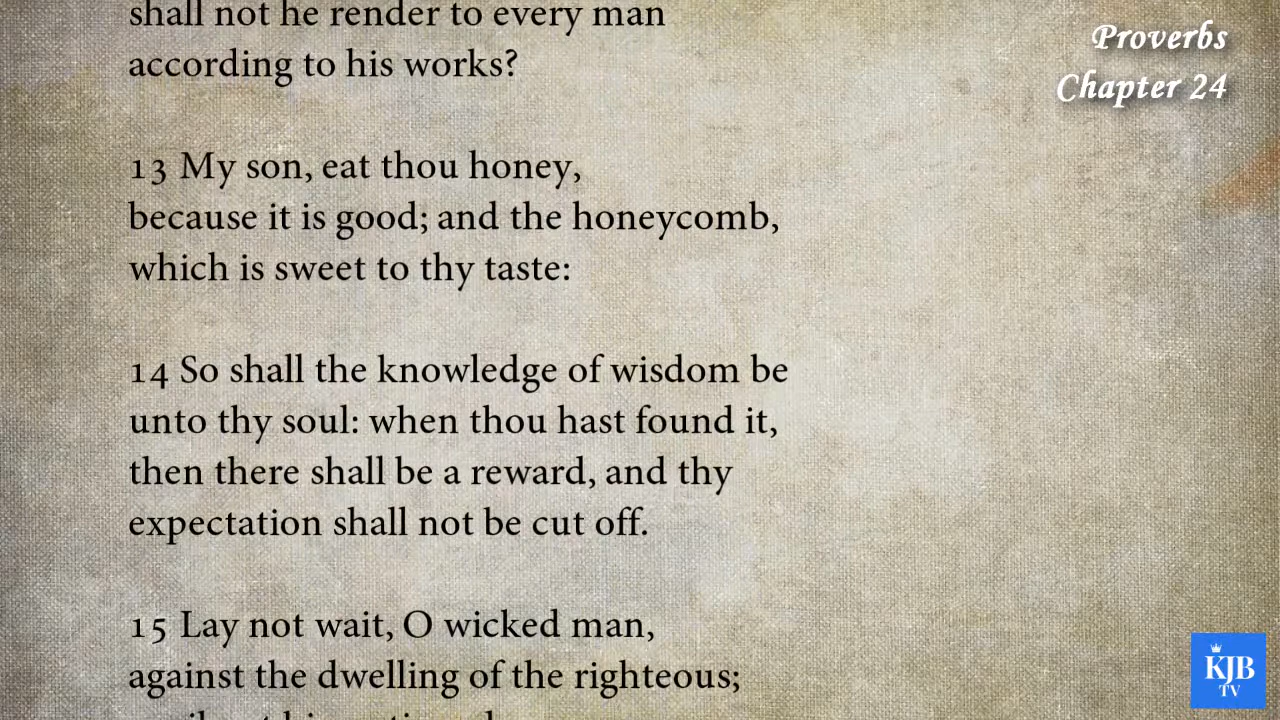 shall not he render to every man
according to his works?
Proverbs
Chapter 24
13 My son, eat thou honey,
because it is good; and the honeycomb,
which is sweet to thy taste:
14 So shall the knowledge of wisdom be
unto thy soul: when thou hast found it,
then there shall be a reward, and thy
expectation shall not be cut off.
15 Lay not wait, O wicked man,
against the dwelling of the righteous;
KJB
TV